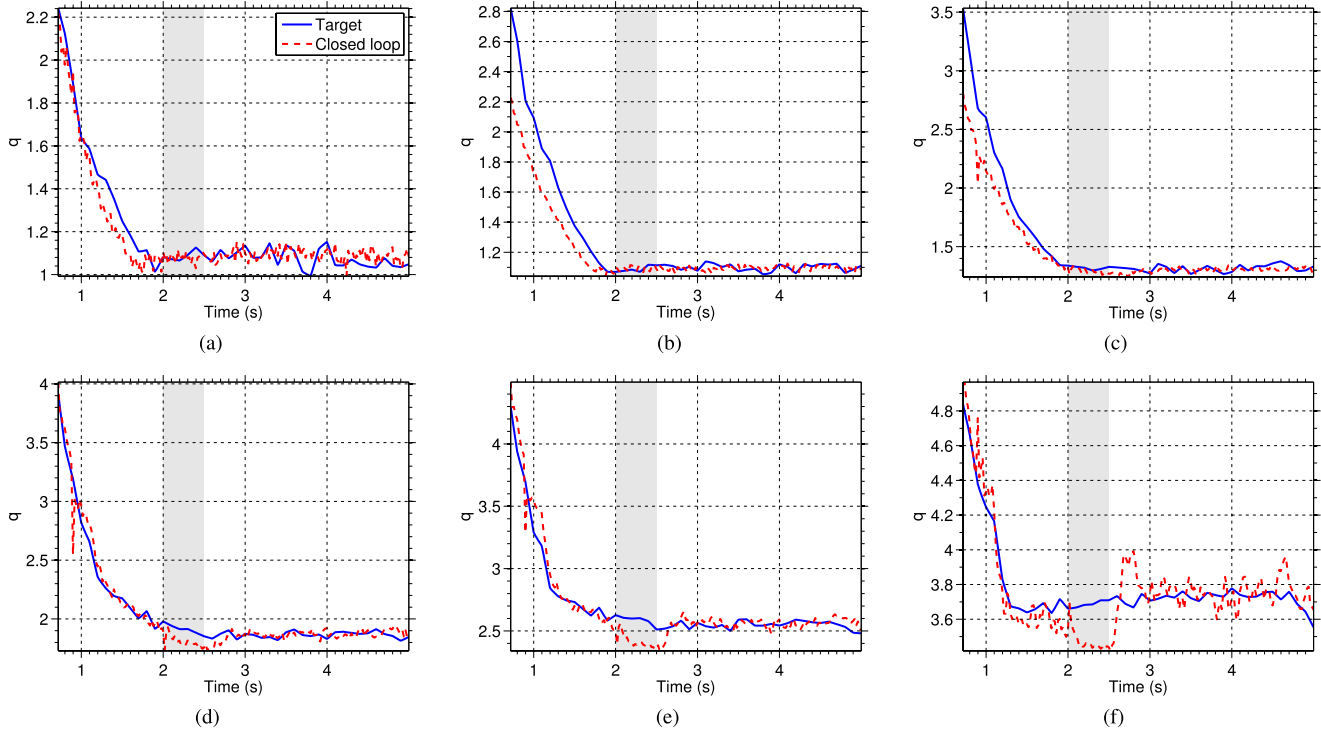 2.2
2
1.8
1.6
1.4
1.2
1
q
1 2 3 4
Time (s)
Target
Closed loop
(a)
2.8
2.6
2.4
2.2
2
1.8
1.6
1.4
1.2
q
1 2 3 4
Time (s)
(b)
3.5
3
2.5
2
1.5
q
1 2 3 4
Time (s)
(c)
4
3.5
3
2.5
2
q
1 2 3 4
Time (s)
(d)
4
3.5
3
2.5
q
1 2 3 4
Time (s)
(e)
4.8
4.6
4.4
4.2
4
3.8
3.6
q
1 2 3 4
Time (s)
(f)